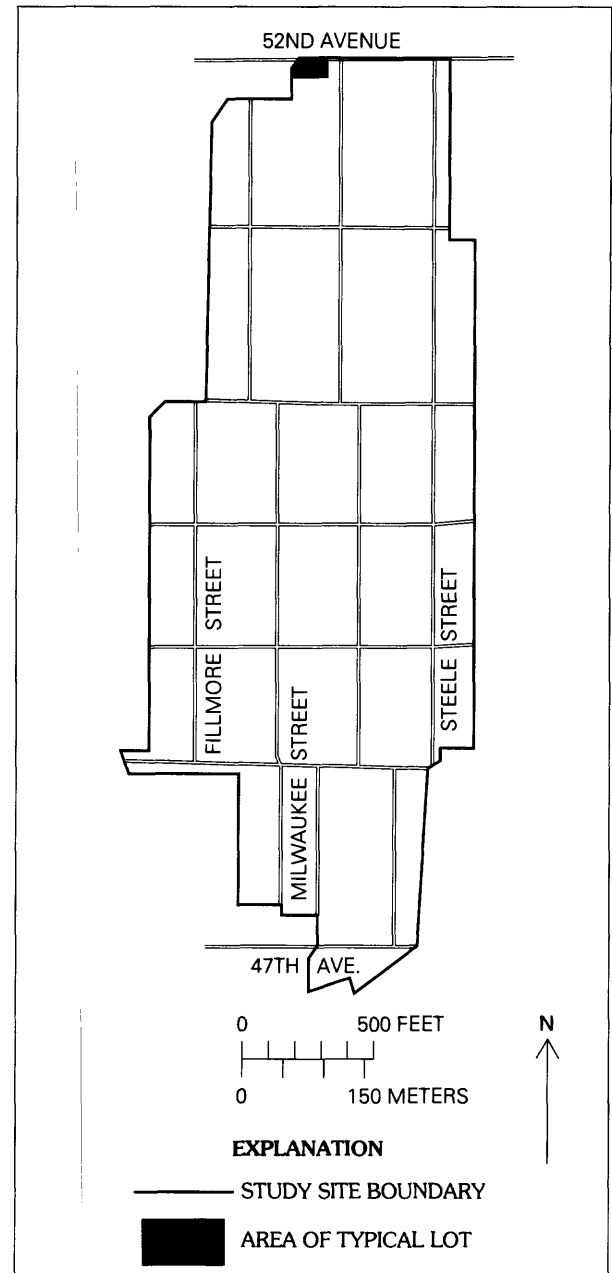 52ND AVENUE
FILLMORE STREET
MILWAUKEE STREET
STEELE STREET
47TH AVE.
0 500 FEET
0 150 METERS
N
EXPLANATION
STUDY SITE BOUNDARY
AREA OF TYPICAL LOT